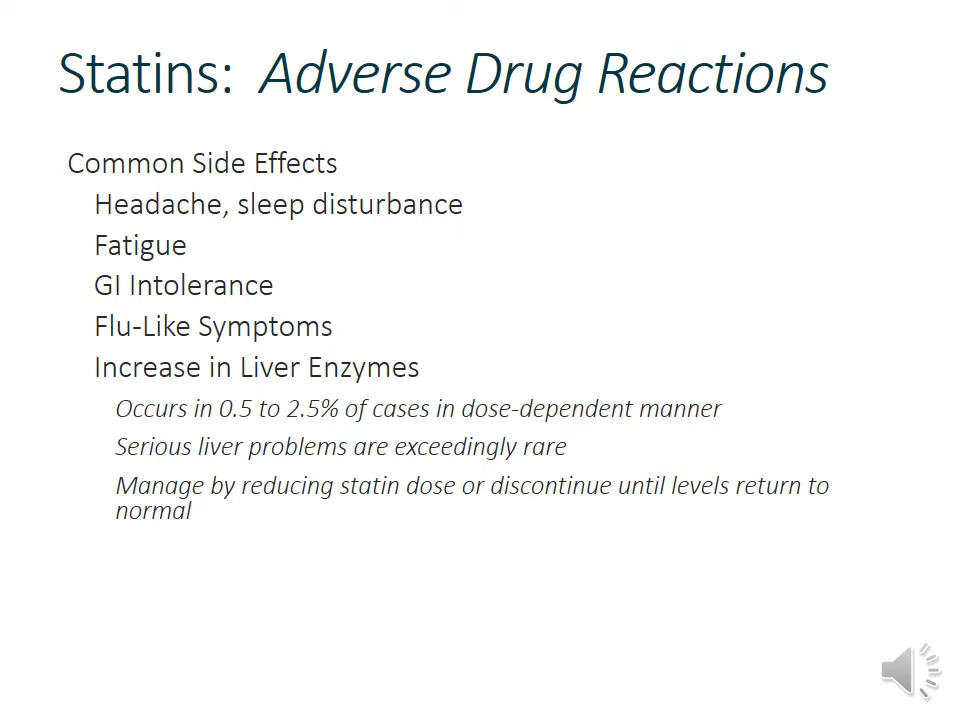 Statins: Adverse Drug Reactions
Common Side Effects
Headache, sleep disturbance
Fatigue
GI Intolerance
Flu-Like Symptoms
Increase in Liver Enzymes
Occurs in 0.5 to 2.5% of cases in dose-dependent manner
Serious liver problems are exceedingly rare
Manage by reducing statin dose or discontinue until levels return to
normal